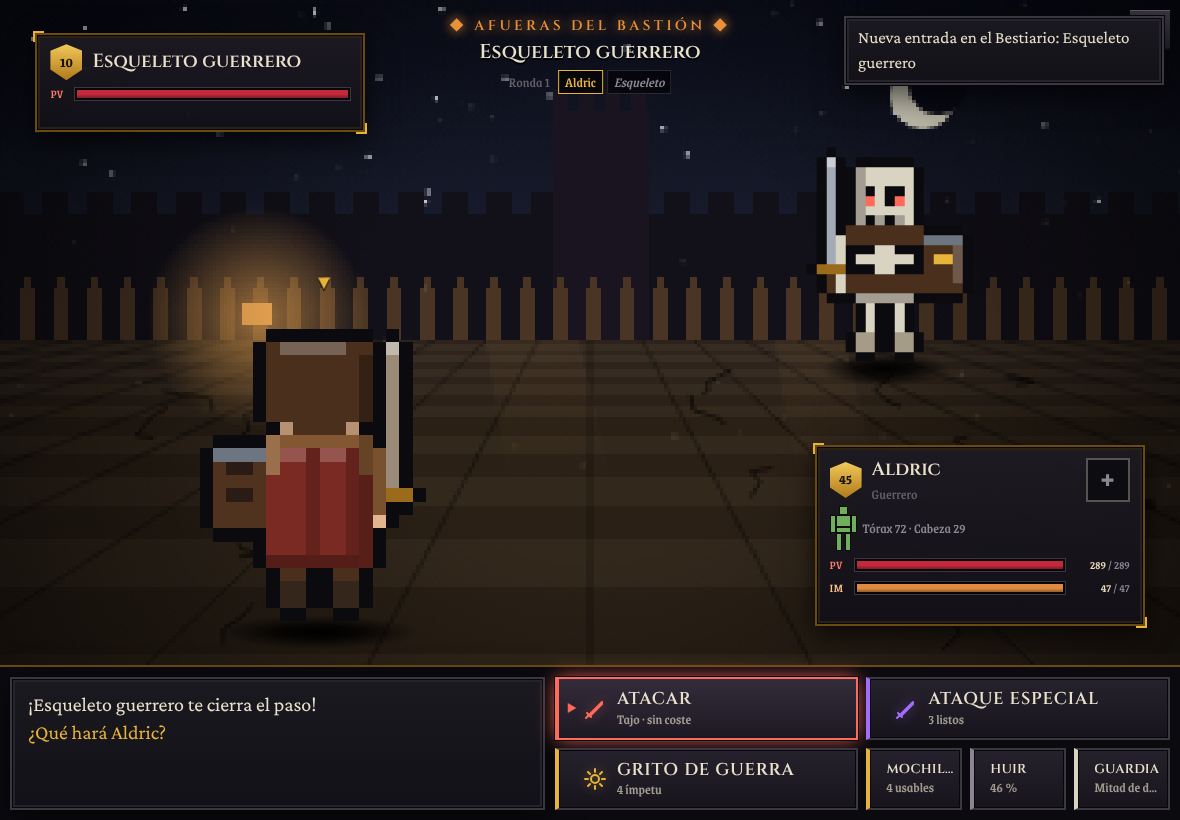 AFUERAS DEL BASTIÓN
Esqueleto guerrero
Ronda 1 Aldric Esqueleto
10 Esqueleto guerrero
PV
Nueva entrada en el Bestiario: Esqueleto
guerrero
45 Aldric
Guerrero
+
Tórax 72 · Cabeza 29
PV 289 / 289
IM 47 / 47
¡Esqueleto guerrero te cierra el paso!
¿Qué hará Aldric?
ATACAR
Tajo · sin coste
ATAQUE ESPECIAL
3 listos
GRITO DE GUERRA
4 ímpetu
MOCHIL...
4 usables
HUIR
46 %
GUARDIA
Mitad de d...